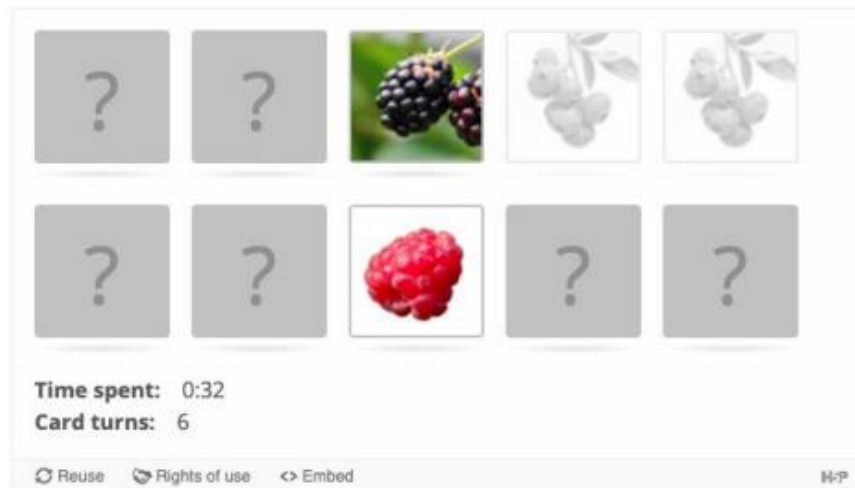 ? ?
? ? ? ?
Time spent: 0:32
Card turns: 6
Reuse Rights of use <> Embed H-P